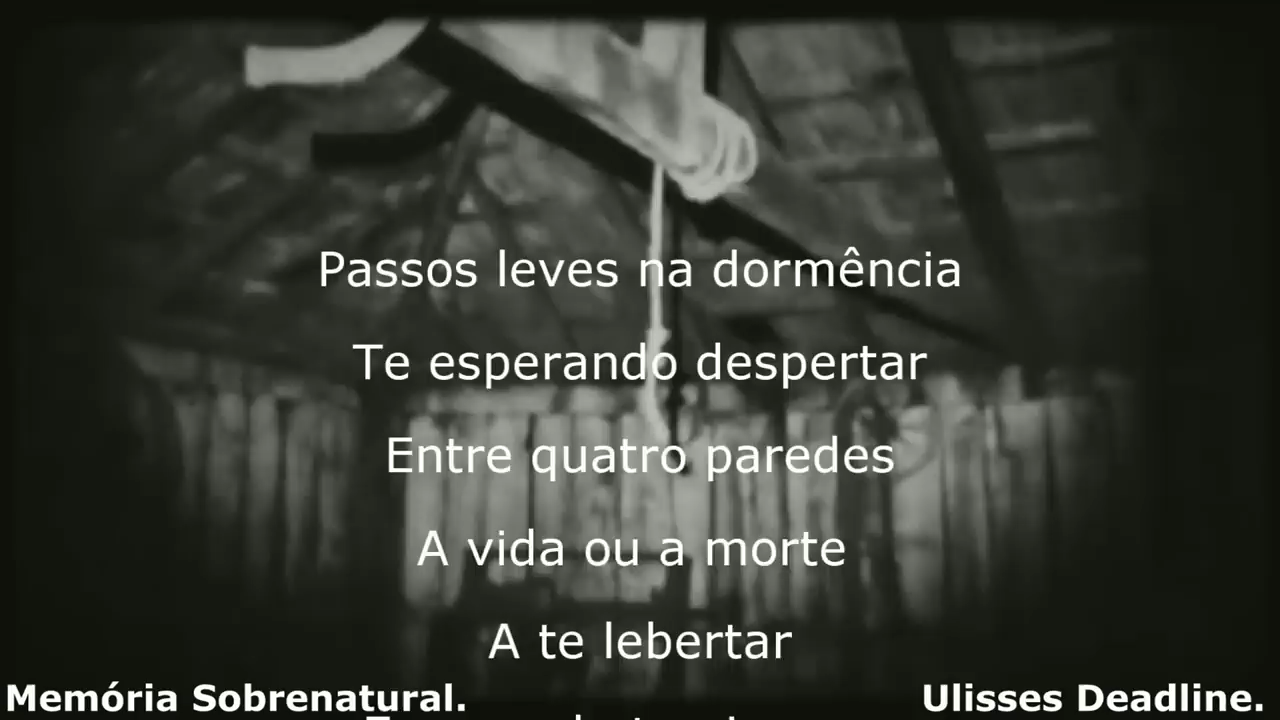 Passos leves na dormência
Te esperando despertar
Entre quatro paredes
A vida ou a morte
A te lebertar
Memória Sobrenatural.
Ulisses Deadline.